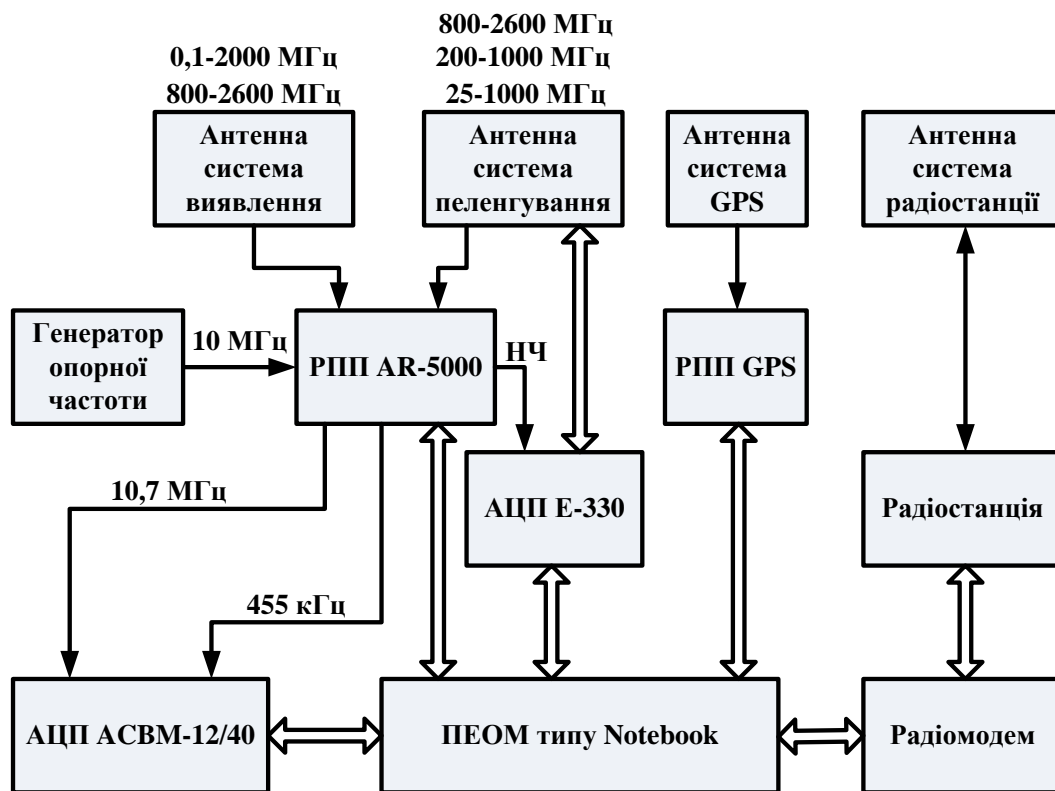 800-2600 МГц
0,1-2000 МГц
200-1000 МГц
800-2600 МГц
25-1000 МГц
Антенна
система
виявлення
Антенна
система
пеленгування
Антенна
система
GPS
Антенна
система
радіостанції
Генератор
опорної
частоти
10 МГц
РПП AR-5000
НЧ
РПП GPS
10,7 МГц
АЦП Е-330
Радіостанція
455 кГц
АЦП АСВМ-12/40
ПЕОМ типу Notebook
Радіомодем